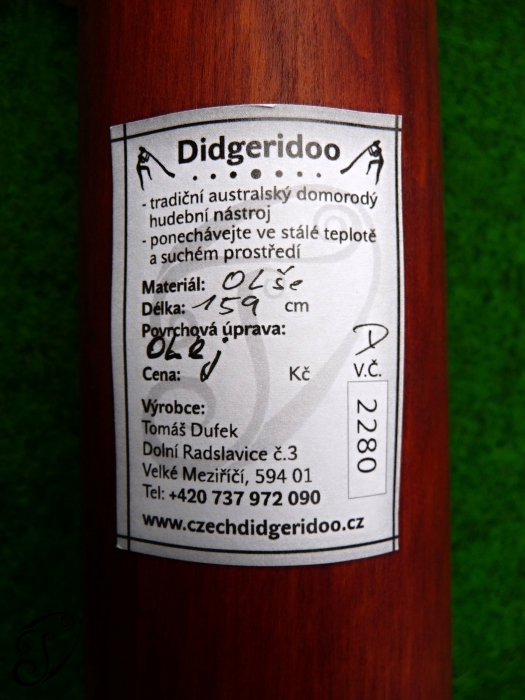 Didgeridoo
- tradiční australský domorodý
hudební nástroj
- ponechávejte ve stálé teplotě
a suchém prostředí
Materiál: OLše
Délka: 159 cm
Povrchová úprava:
OLej
D
Cena: Kč V.Č.
2280
Výrobce:
Tomáš Dufek
Dolní Radslavice č.3
Velké Meziříčí, 594 01
Tel: +420 737 972 090
www.czechdidgeridoo.cz